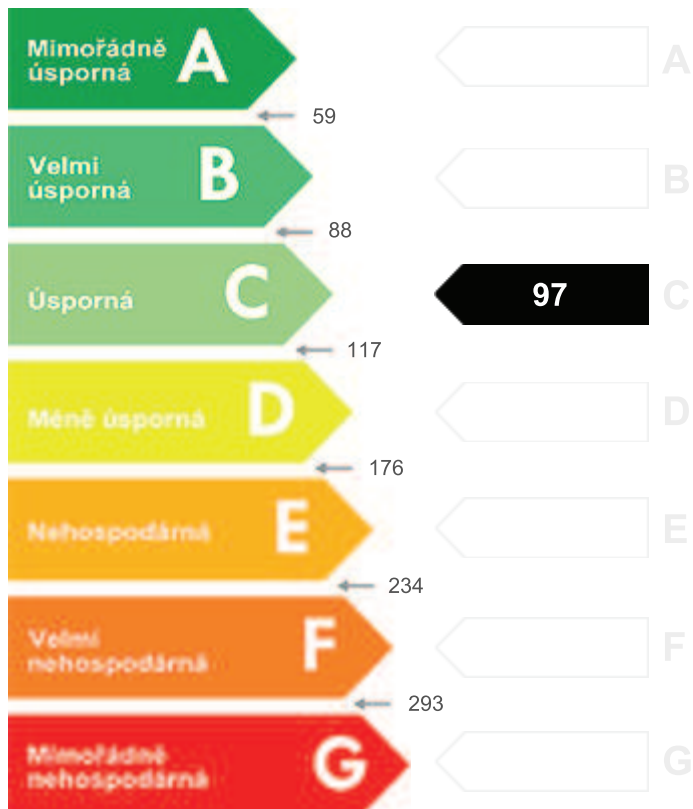 Mimořádně
úsporná
A
A
59
Velmi
úsporná
B
B
88
Úsporná
C
97
C
117
Méně úsporná
D
D
176
Nehospodárná
E
E
234
Velmi
nehospodárná
F
F
293
Mimořádně
nehospodárná
G
G